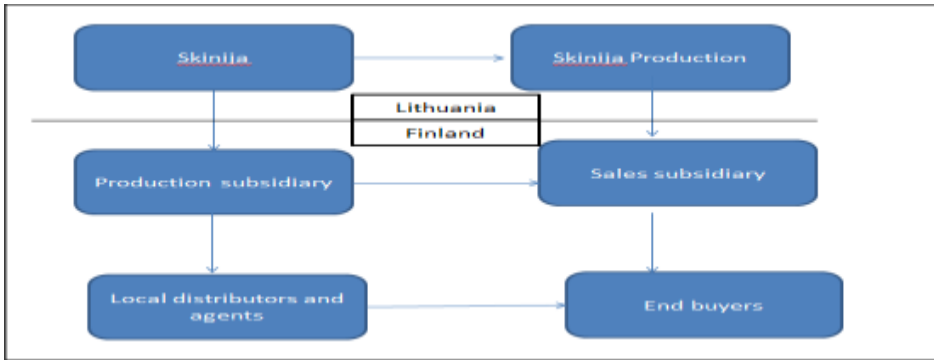 Skinija
Skinija Production
Lithuania
Finland
Production subsidiary
Sales subsidiary
Local distributors and
agents
End buyers